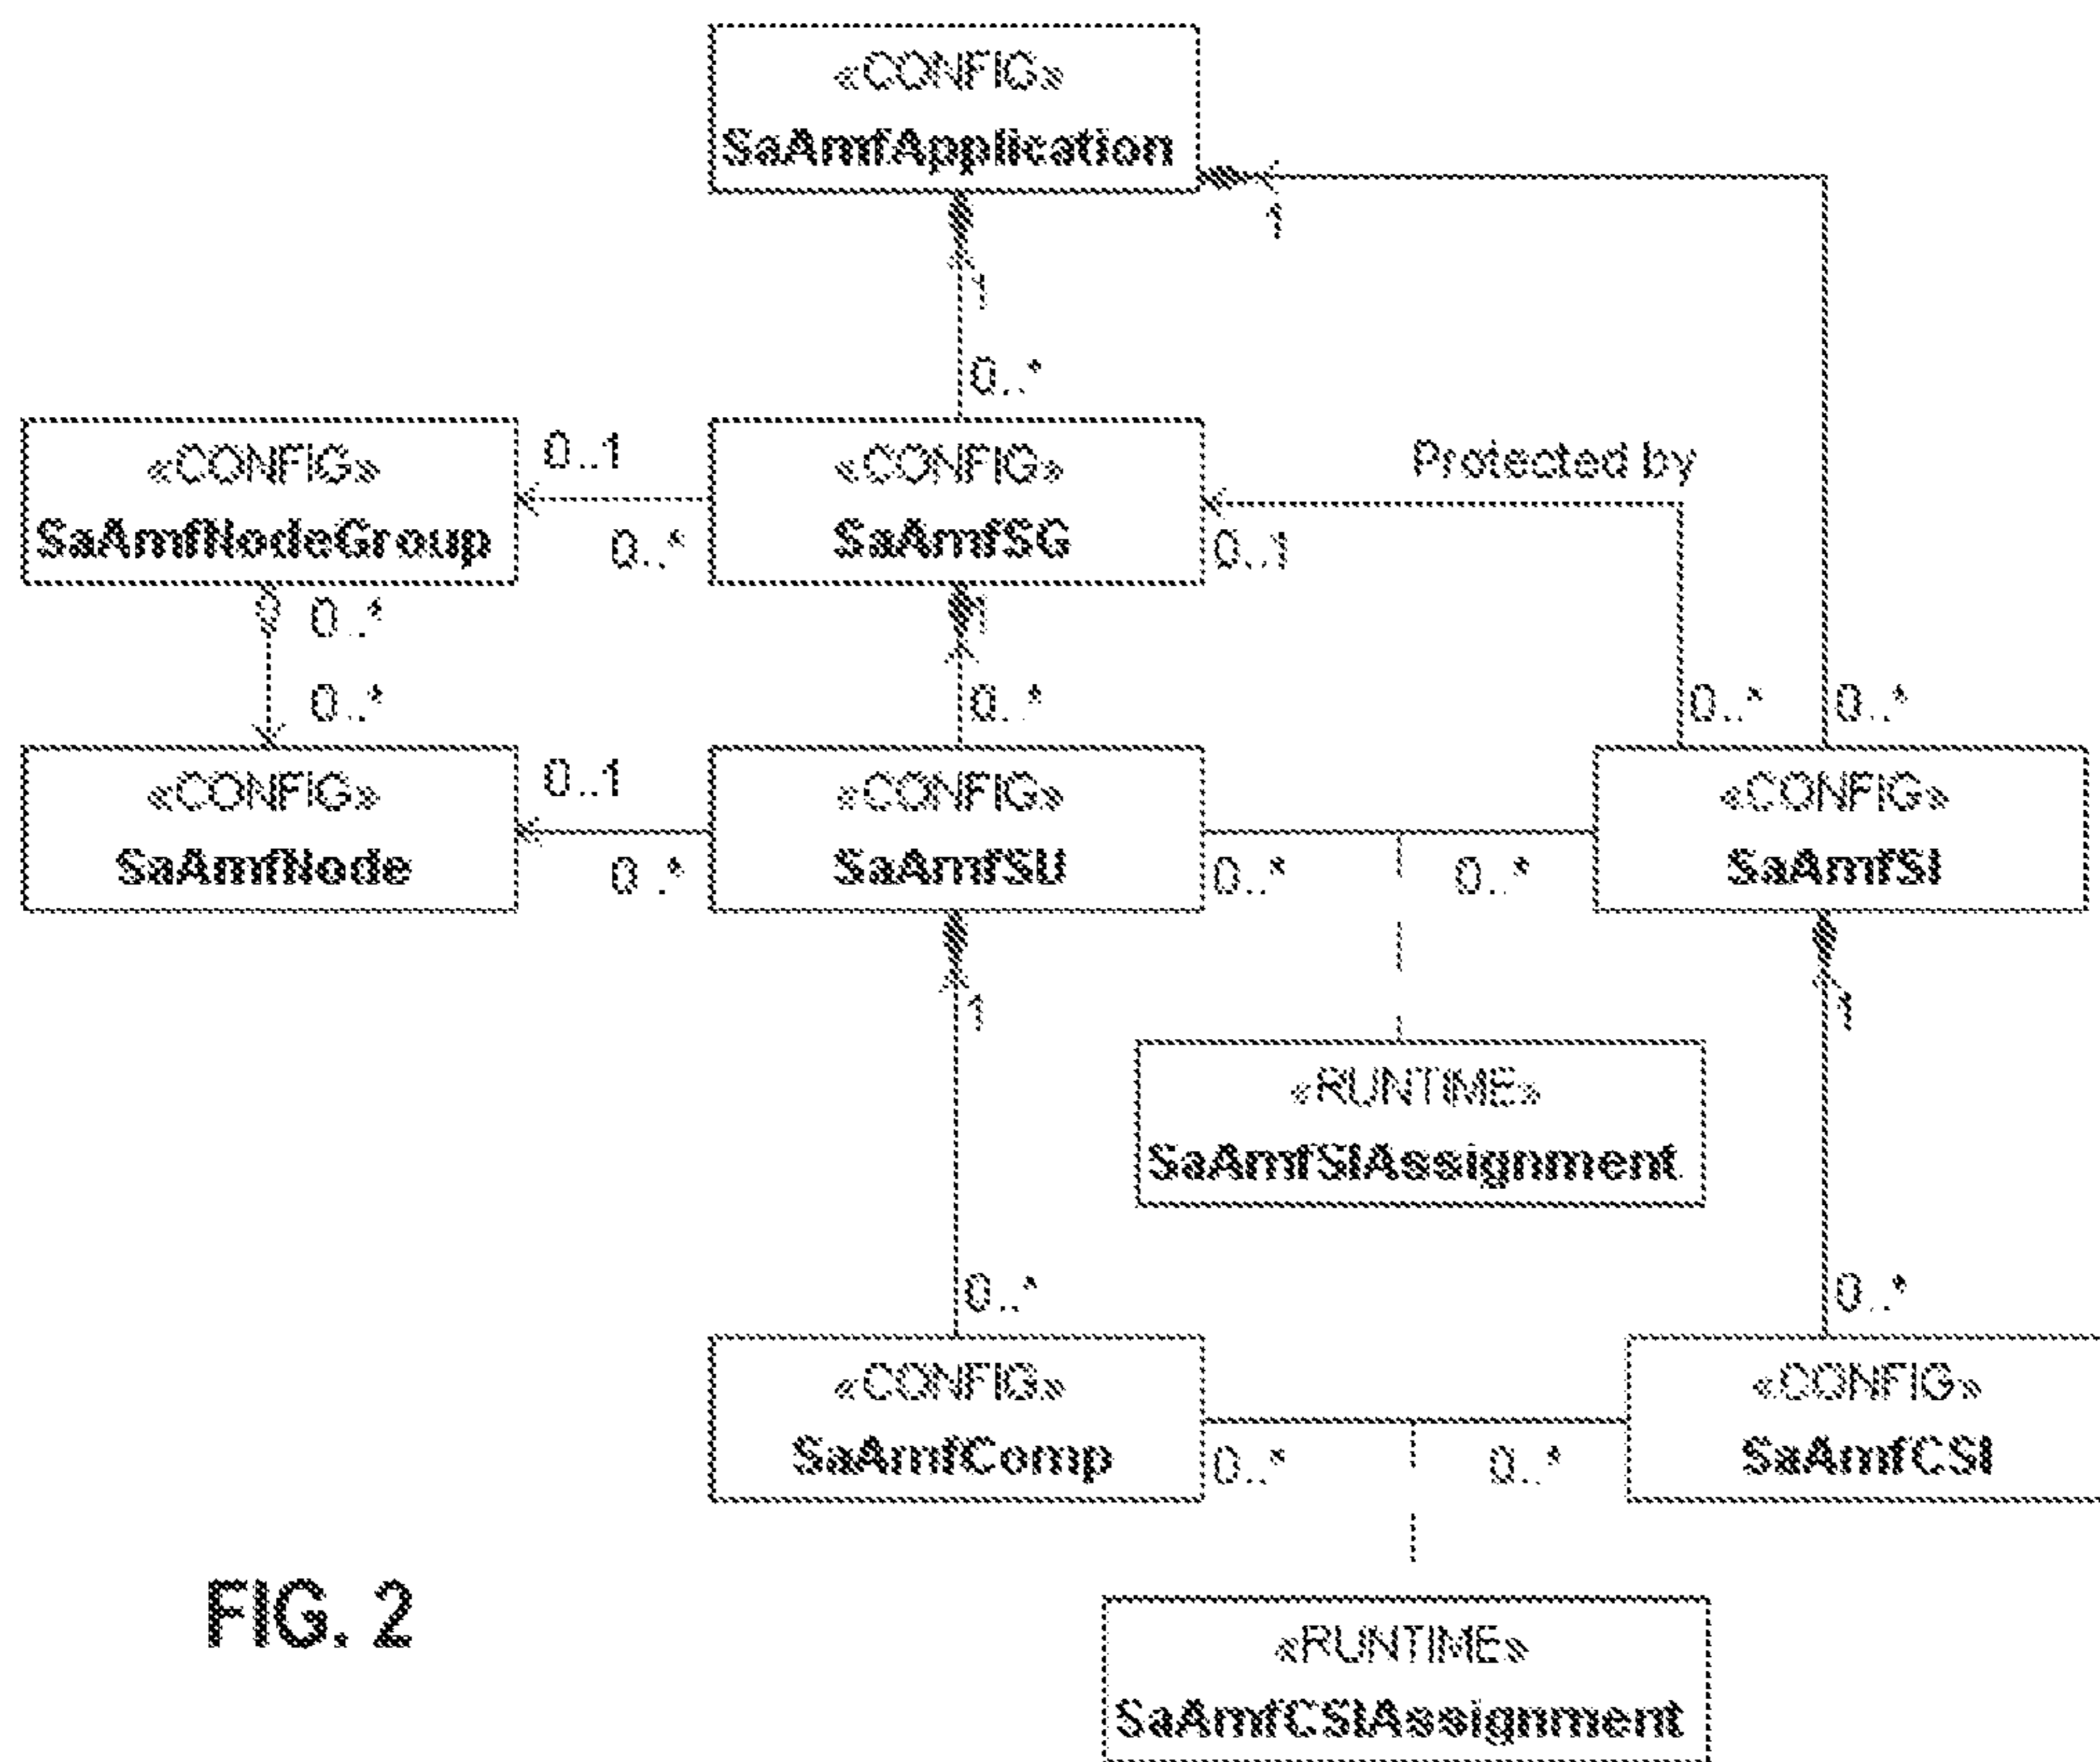 «CONFIG»
SaAmfApplication
1
1
0..*
«CONFIG»
SaAmfNodeGroup
0..1
0..*
«CONFIG»
SaAmfSG
Protected by
0..1
0..*
0..*
1
0..*
0..*
0..*
«CONFIG»
SaAmfNode
0..1
0..*
«CONFIG»
SaAmfSU
0..*
0..*
«CONFIG»
SaAmfSI
1
1
«RUNTIME»
SaAmfSIAssignment
0..*
0..*
«CONFIG»
SaAmfComp
0..*
0..*
«CONFIG»
SaAmfCSI
«RUNTIME»
SaAmfCSIAssignment
FIG. 2